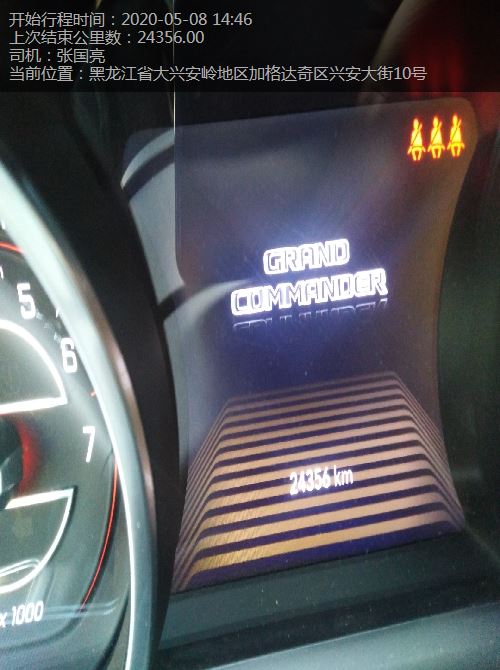 开始行程时间：2020-05-08 14:46
上次结束公里数：24356.00
司机：张国亮
当前位置：黑龙江省大兴安岭地区加格达奇区兴安大街10号
GRAND
COMMANDER
5
6
7
24356 km
x 1000